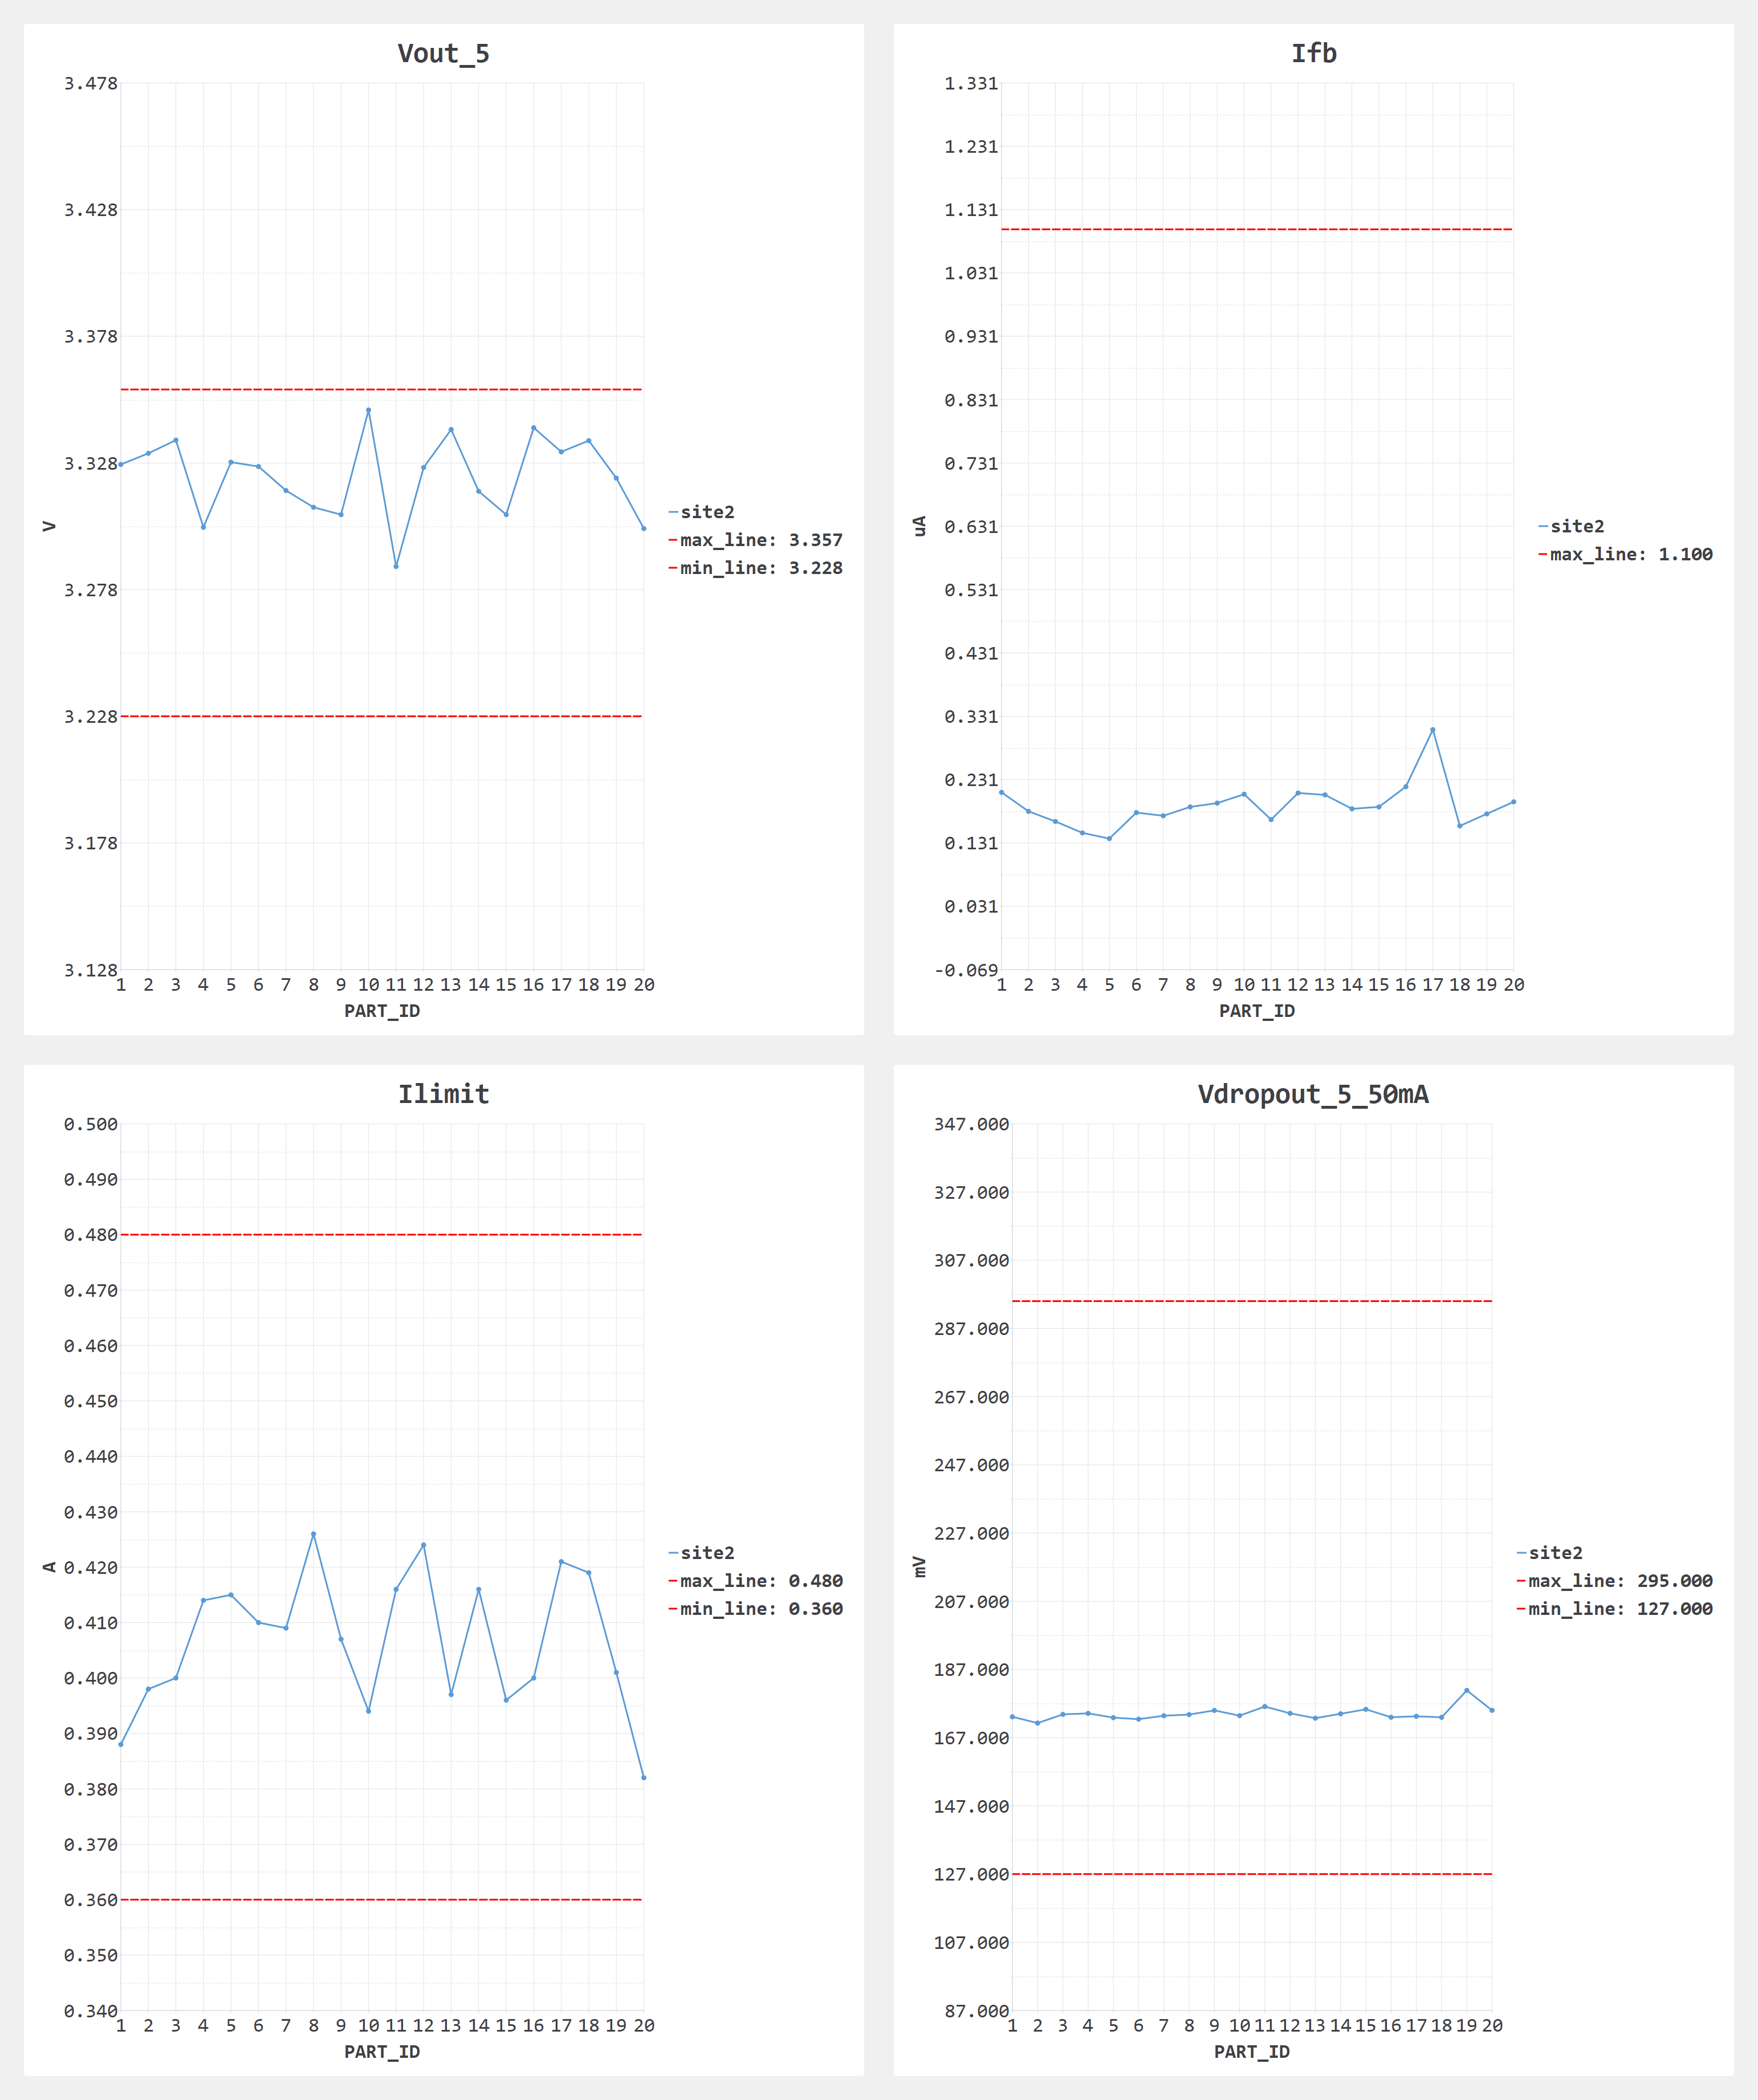 Vout_5
3.478
3.428
3.378
3.328
3.278
3.228
3.178
3.128
V
1 2 3 4 5 6 7 8 9 10 11 12 13 14 15 16 17 18 19 20
PART_ID
site2
max_line: 3.357
min_line: 3.228
Ifb
1.331
1.231
1.131
1.031
0.931
0.831
0.731
0.631
0.531
0.431
0.331
0.231
0.131
0.031
-0.069
uA
1 2 3 4 5 6 7 8 9 10 11 12 13 14 15 16 17 18 19 20
PART_ID
site2
max_line: 1.100
Ilimit
0.500
0.490
0.480
0.470
0.460
0.450
0.440
0.430
0.420
0.410
0.400
0.390
0.380
0.370
0.360
0.350
0.340
A
1 2 3 4 5 6 7 8 9 10 11 12 13 14 15 16 17 18 19 20
PART_ID
site2
max_line: 0.480
min_line: 0.360
Vdropout_5_50mA
347.000
327.000
307.000
287.000
267.000
247.000
227.000
207.000
187.000
167.000
147.000
127.000
107.000
87.000
mV
1 2 3 4 5 6 7 8 9 10 11 12 13 14 15 16 17 18 19 20
PART_ID
site2
max_line: 295.000
min_line: 127.000